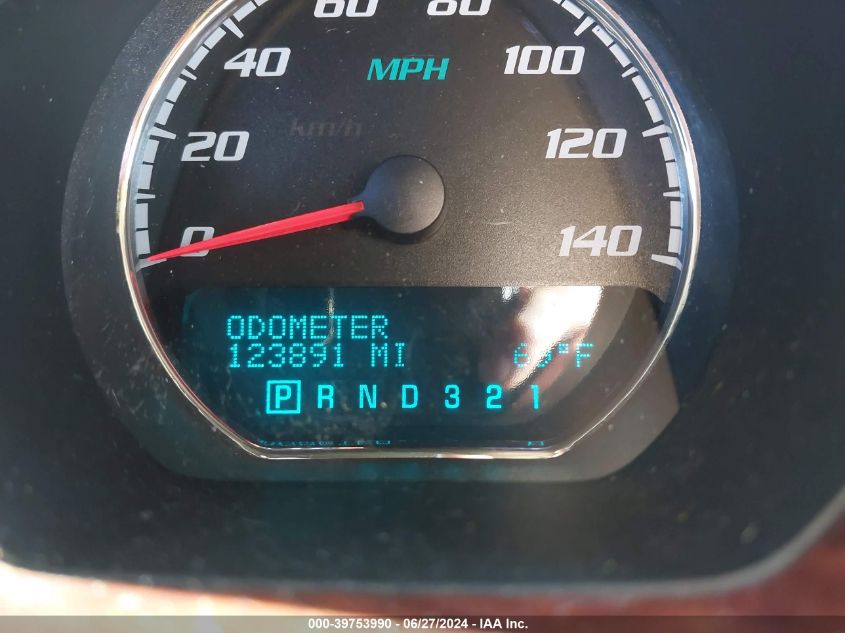 60 80
40 MPH 100
km/h
20 120
0 140
ODOMETER
123891 MI °F
P R N D 3 2 1
000-39753990 - 06/27/2024 - IAA Inc.